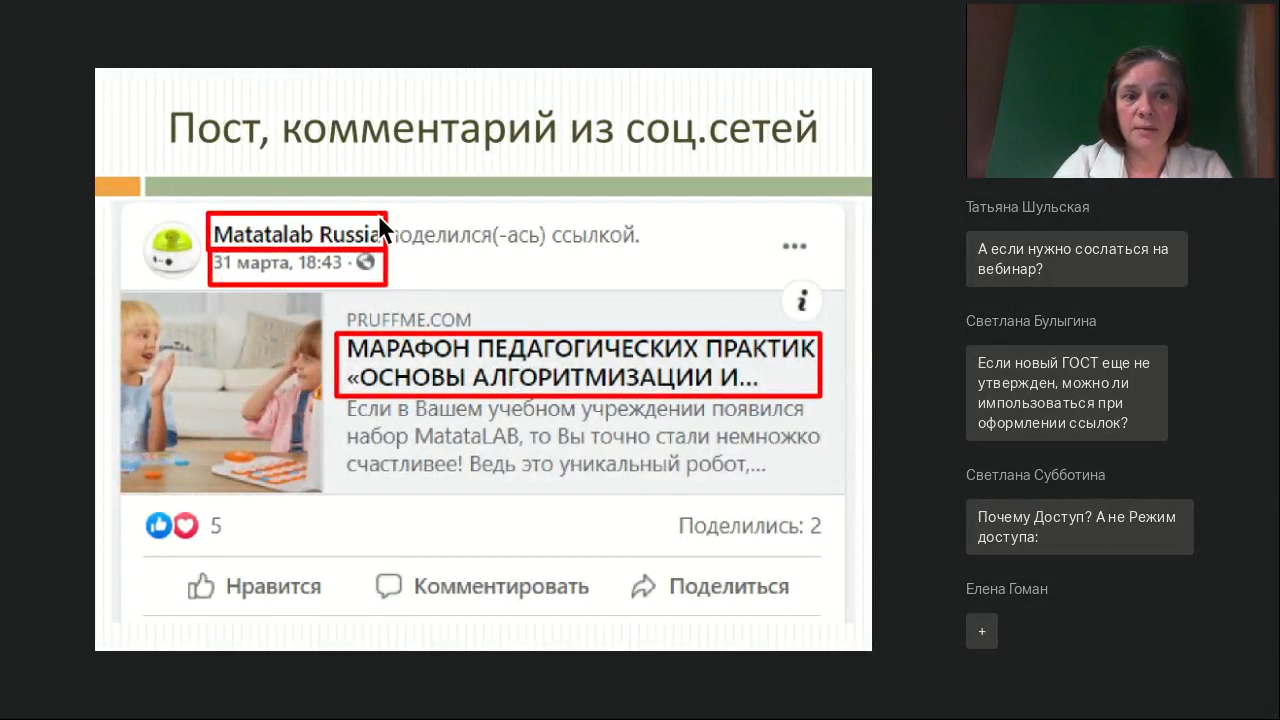 Пост, комментарий из соц.сетей
Matatalab Russia поделился(-ась) ссылкой.
31 марта, 18:43 ·
PRUFFME.COM
МАРАФОН ПЕДАГОГИЧЕСКИХ ПРАКТИК
«ОСНОВЫ АЛГОРИТМИЗАЦИИ И...
Если в Вашем учебном учреждении появился
набор MatataLAB, то Вы точно стали немножко
счастливее! Ведь это уникальный робот,...
5
Поделились: 2
Нравится
Комментировать
Поделиться
Татьяна Шульская
А если нужно сослаться на
вебинар?
Светлана Булыгина
Если новый ГОСТ еще не
утвержден, можно ли
импользоваться при
оформлении ссылок?
Светлана Субботина
Почему Доступ? А не Режим
доступа:
Елена Гоман
+